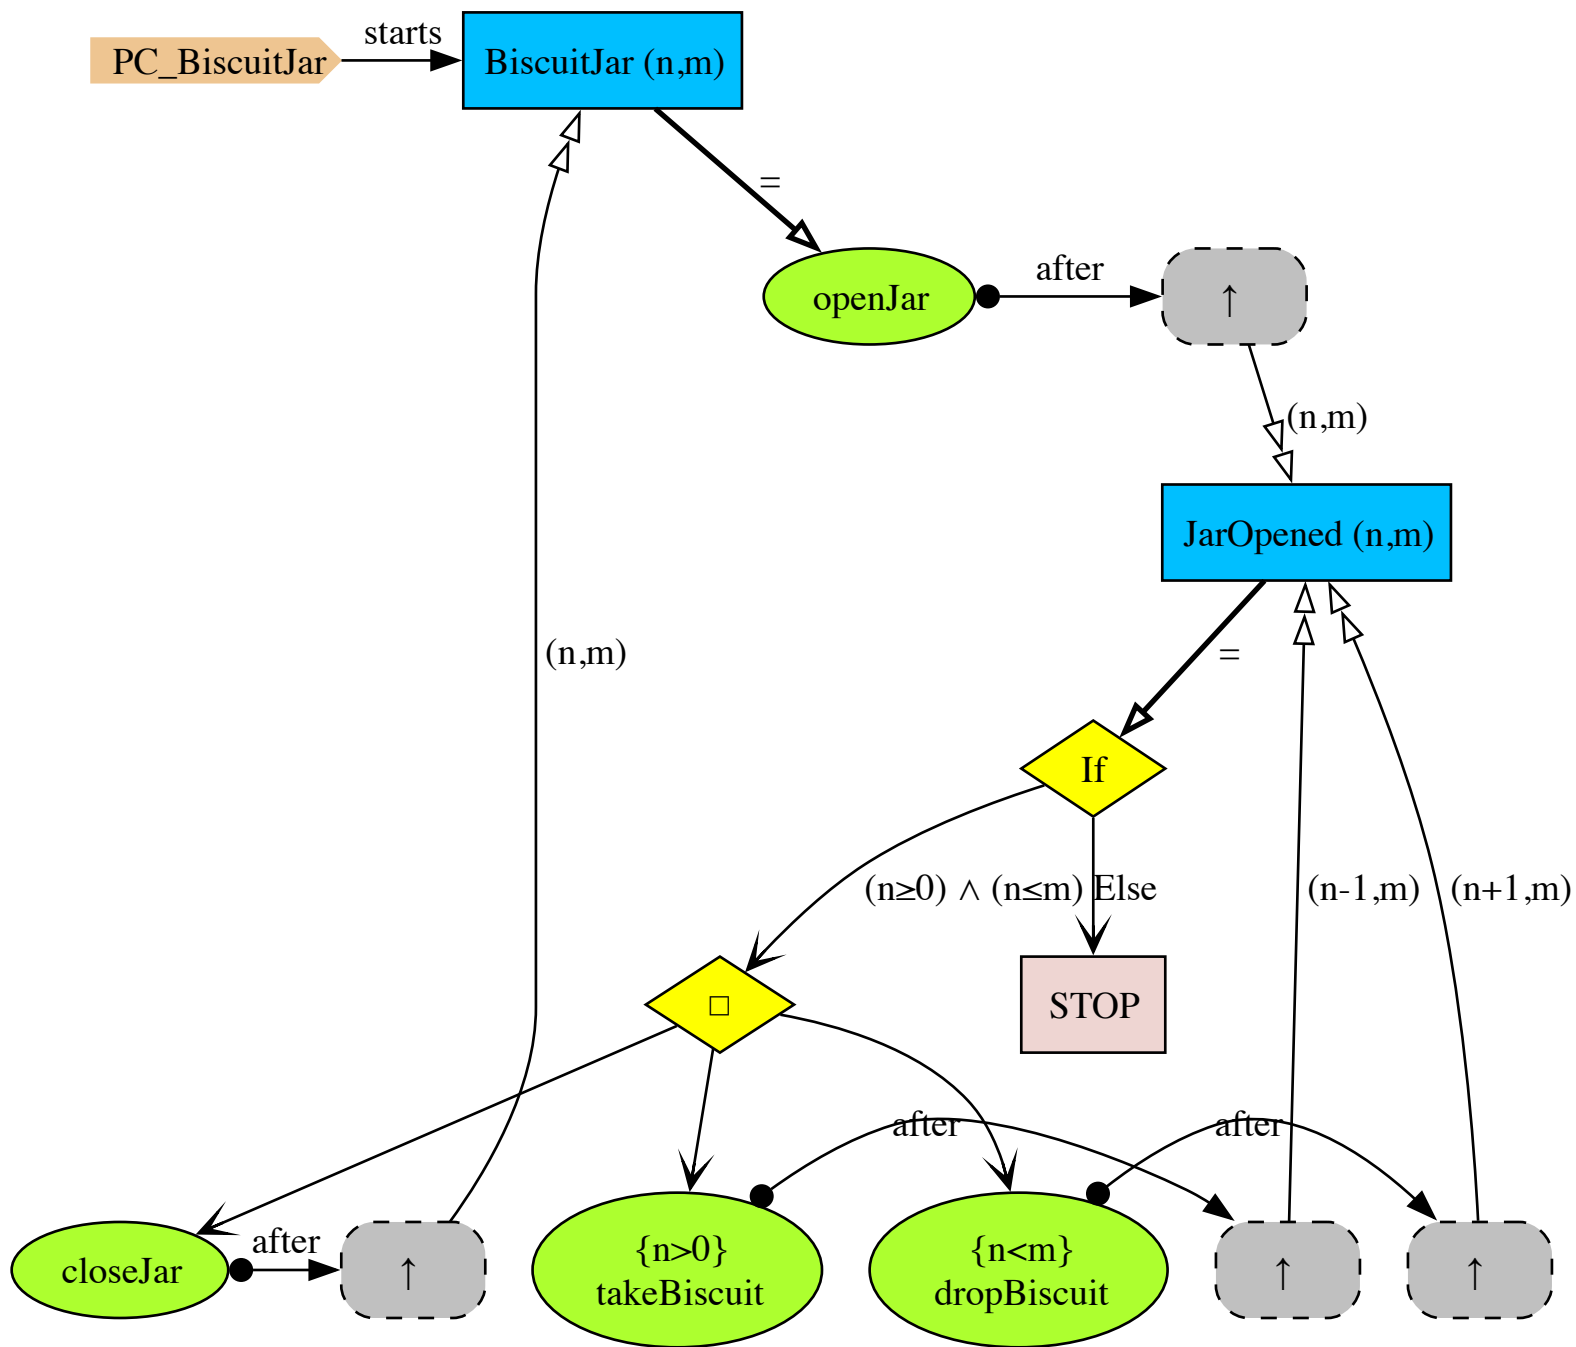 starts
PC_BiscuitJar
BiscuitJar (n,m)
=
after
openJar
↑
(n,m)
JarOpened (n,m)
(n,m)
=
If
(n≥0) ∧ (n≤m)
Else
(n-1,m)
(n+1,m)
□
STOP
after
after
after
closeJar
↑
{n>0}
takeBiscuit
{n<m}
dropBiscuit
↑
↑